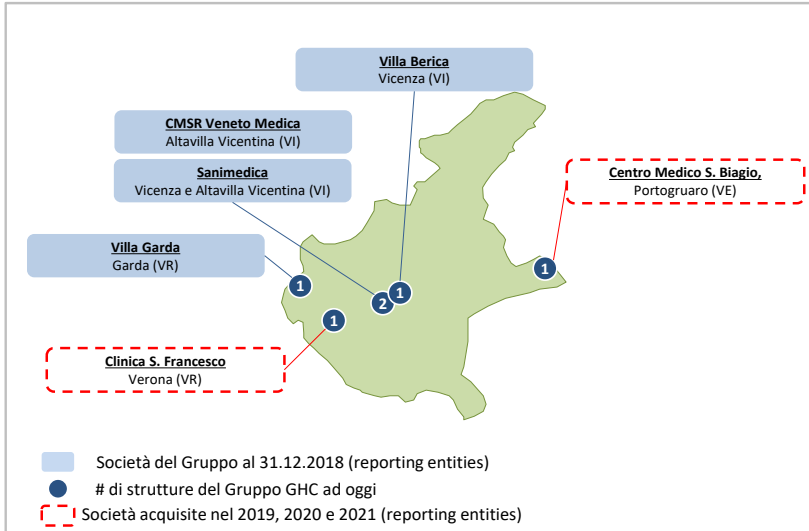 Villa Berica
Vicenza (VI)
CMSR Veneto Medica
Altavilla Vicentina (VI)
Sanimedica
Vicenza e Altavilla Vicentina (VI)
Centro Medico S. Biagio,
Portogruaro (VE)
Villa Garda
Garda (VR)
1
1
2
1
1
Clinica S. Francesco
Verona (VR)
Società del Gruppo al 31.12.2018 (reporting entities)
# di strutture del Gruppo GHC ad oggi
Società acquisite nel 2019, 2020 e 2021 (reporting entities)